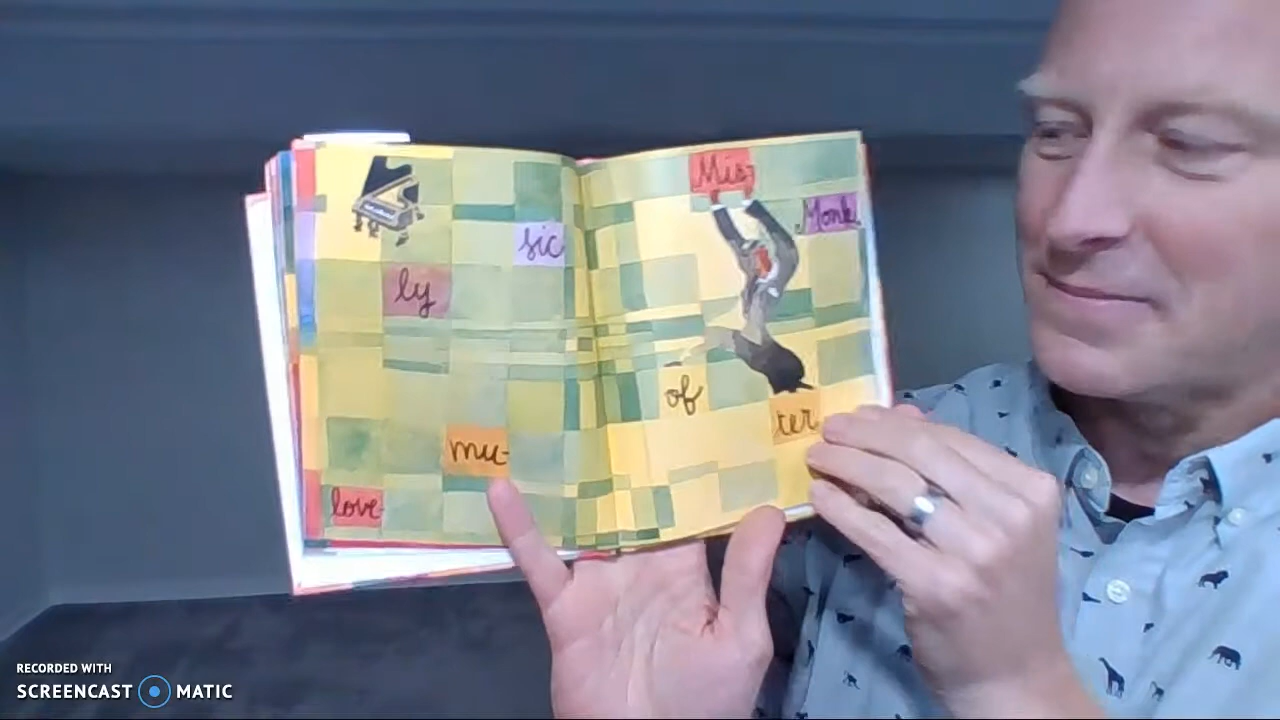 love-
ly
mu-
sic
of
Mis-
ter
Monk
RECORDED WITH
SCREENCAST MATIC